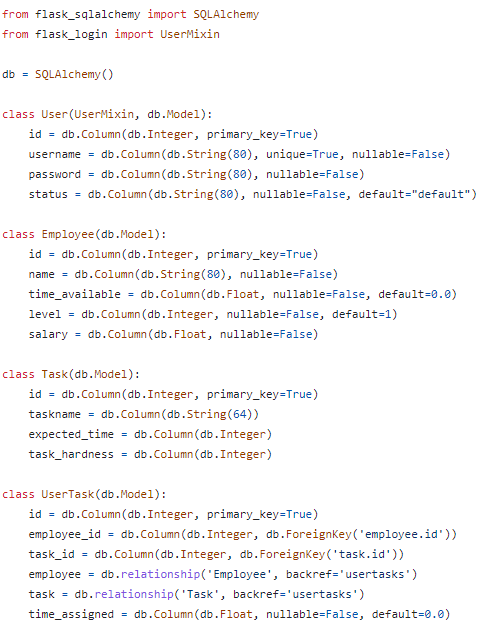 from flask_sqlalchemy import SQLAlchemy
from flask_login import UserMixin

db = SQLAlchemy()

class User(UserMixin, db.Model):
    id = db.Column(db.Integer, primary_key=True)
    username = db.Column(db.String(80), unique=True, nullable=False)
    password = db.Column(db.String(80), nullable=False)
    status = db.Column(db.String(80), nullable=False, default="default")

class Employee(db.Model):
    id = db.Column(db.Integer, primary_key=True)
    name = db.Column(db.String(80), nullable=False)
    time_available = db.Column(db.Float, nullable=False, default=0.0)
    level = db.Column(db.Integer, nullable=False, default=1)
    salary = db.Column(db.Float, nullable=False)

class Task(db.Model):
    id = db.Column(db.Integer, primary_key=True)
    taskname = db.Column(db.String(64))
    expected_time = db.Column(db.Integer)
    task_hardness = db.Column(db.Integer)

class UserTask(db.Model):
    id = db.Column(db.Integer, primary_key=True)
    employee_id = db.Column(db.Integer, db.ForeignKey('employee.id'))
    task_id = db.Column(db.Integer, db.ForeignKey('task.id'))
    employee = db.relationship('Employee', backref='usertasks')
    task = db.relationship('Task', backref='usertasks')
    time_assigned = db.Column(db.Float, nullable=False, default=0.0)